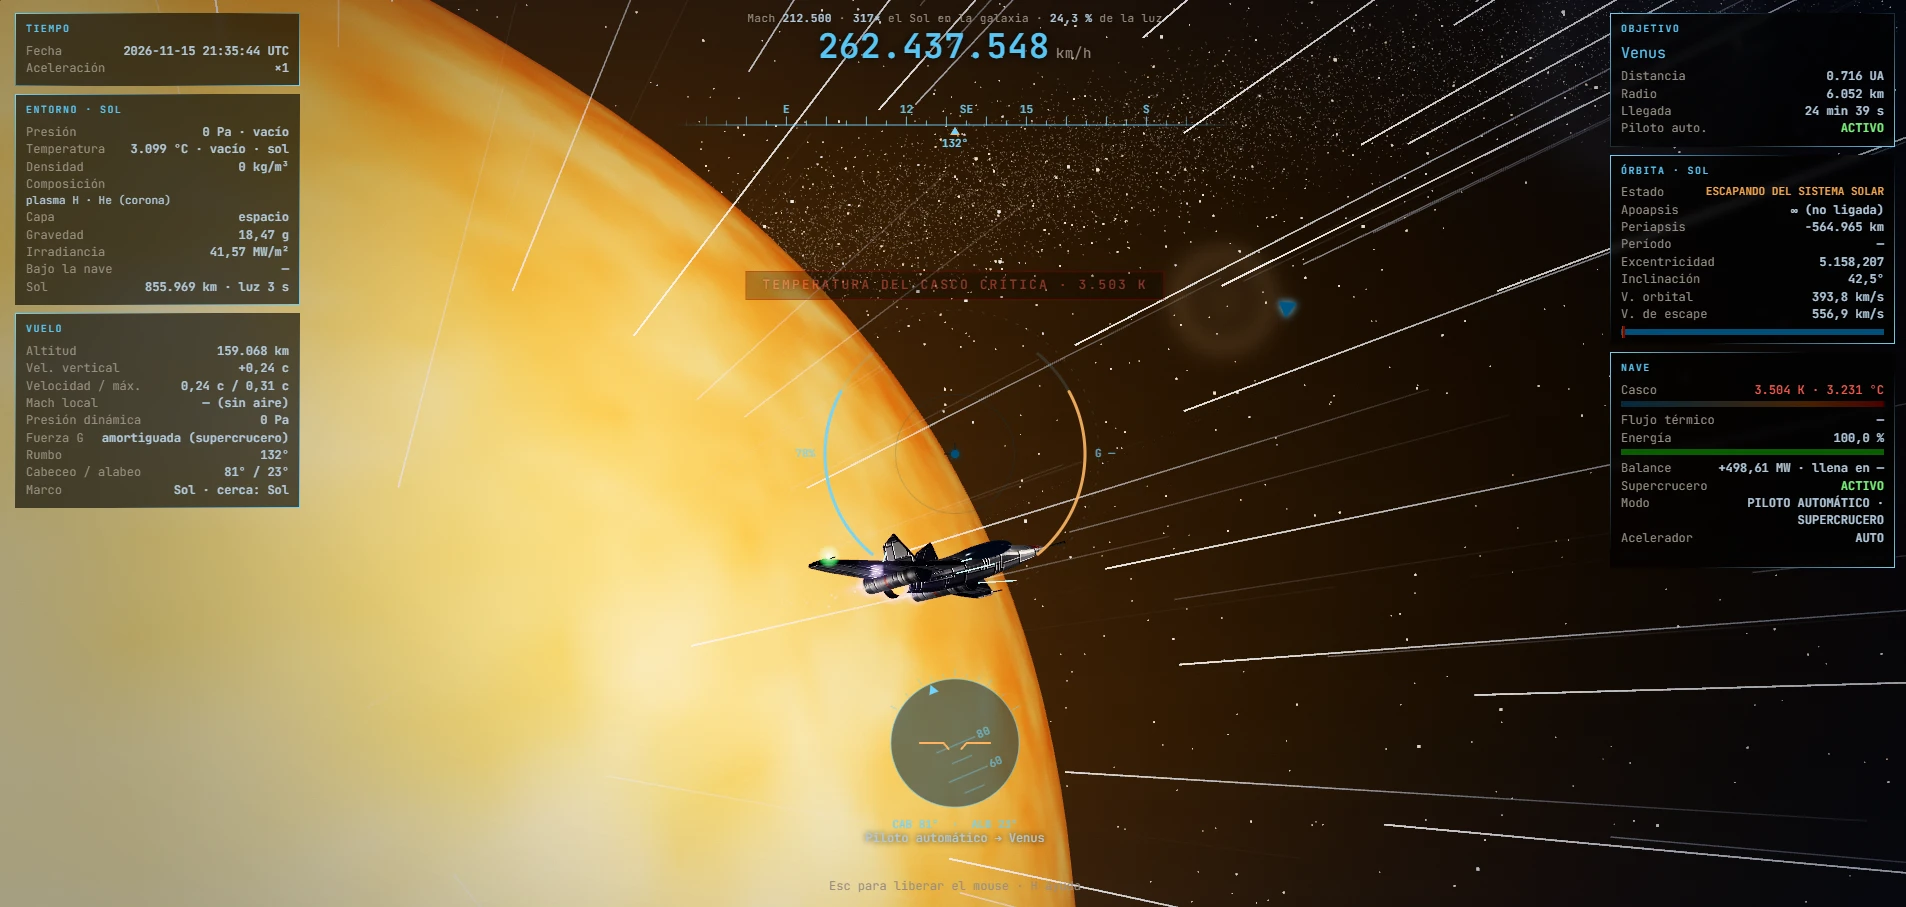 TIEMPO
Fecha 2026-11-15 21:35:44 UTC
Aceleración ×1
ENTORNO · SOL
Presión 0 Pa · vacío
Temperatura 3.099 °C · vacío · sol
Densidad 0 kg/m³
Composición
plasma H · He (corona)
Capa espacio
Gravedad 18,47 g
Irradiancia 41,57 MW/m²
Bajo la nave —
Sol 855.969 km · luz 3 s
VUELO
Altitud 159.068 km
Vel. vertical +0,24 c
Velocidad / máx. 0,24 c / 0,31 c
Mach local — (sin aire)
Presión dinámica 0 Pa
Fuerza G amortiguada (supercrucero)
Rumbo 132°
Cabeceo / alabeo 81° / 23°
Marco Sol · cerca: Sol
Mach 212.500 · 317× el Sol en la galaxia · 24,3 % de la luz
262.437.548 km/h
E 12 SE 15 S
132°
TEMPERATURA DEL CASCO CRÍTICA · 3.503 K
G —
80
60
Piloto automático → Venus
Esc para liberar el mouse · H
OBJETIVO
Venus
Distancia 0.716 UA
Radio 6.052 km
Llegada 24 min 39 s
Piloto auto. ACTIVO
ÓRBITA · SOL
Estado ESCAPANDO DEL SISTEMA SOLAR
Apoapsis ∞ (no ligada)
Periapsis -564.965 km
Período —
Excentricidad 5.158,207
Inclinación 42,5°
V. orbital 393,8 km/s
V. de escape 556,9 km/s
NAVE
Casco 3.504 K · 3.231 °C
Flujo térmico —
Energía 100,0 %
Balance +498,61 MW · llena en —
Supercrucero ACTIVO
Modo PILOTO AUTOMÁTICO ·
SUPERCRUCERO
Acelerador AUTO